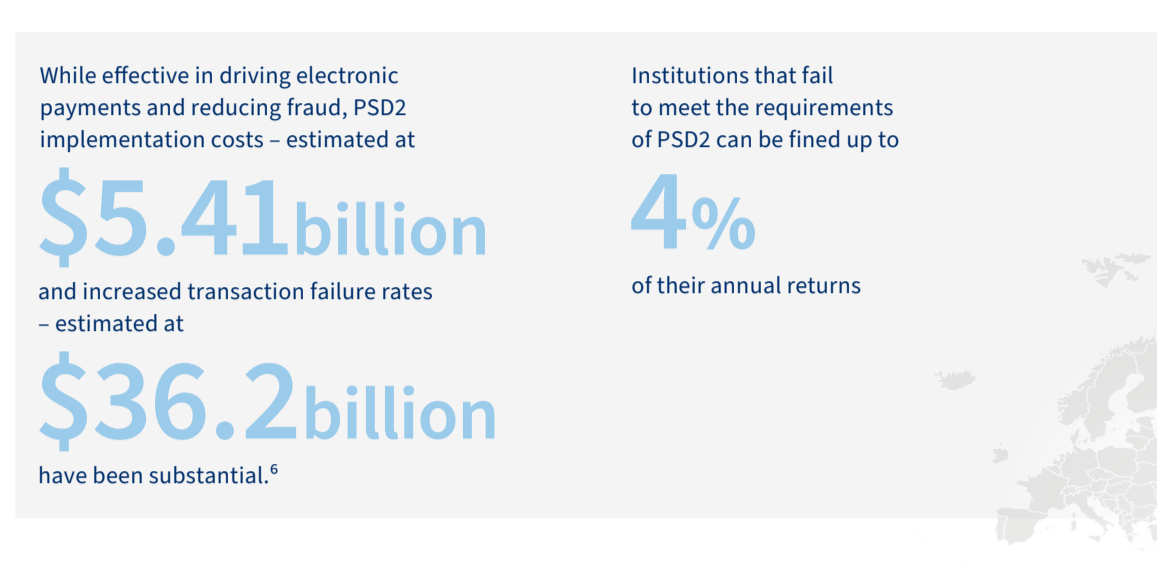 While effective in driving electronic
payments and reducing fraud, PSD2
implementation costs – estimated at
$5.41billion
and increased transaction failure rates
– estimated at
$36.2billion
have been substantial.⁶
Institutions that fail
to meet the requirements
of PSD2 can be fined up to
4%
of their annual returns